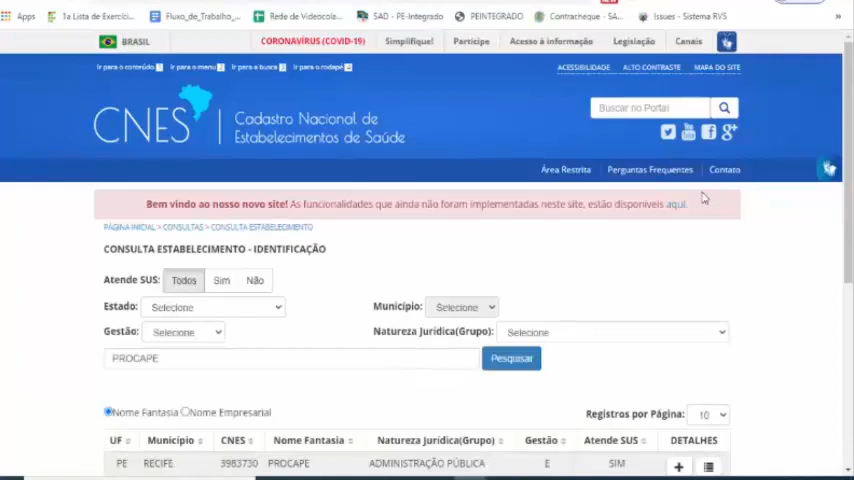 Apps 1a Lista de Exercíci... Fluxo_de_Trabalho_... Rede de Videocola... SAD - PE-Integrado PEINTEGRADO Contracheque - SA... Issues - Sistema RVS »
BRASIL CORONAVÍRUS (COVID-19) Simplifique! Participe Acesso à informação Legislação Canais
Ir para o conteúdo 1 Ir para o menu 2 Ir para a busca 3 Ir para o rodapé 4 ACESSIBILIDADE ALTO CONTRASTE MAPA DO SITE
CNES Cadastro Nacional de
Estabelecimentos de Saúde
Buscar no Portal
Área Restrita Perguntas Frequentes Contato
Bem vindo ao nosso novo site! As funcionalidades que ainda não foram implementadas neste site, estão disponíveis aqui.
PÁGINA INICIAL > CONSULTAS > CONSULTA ESTABELECIMENTO
CONSULTA ESTABELECIMENTO - IDENTIFICAÇÃO
Atende SUS: Todos Sim Não
Estado: Selecione Município: Selecione
Gestão: Selecione Natureza Jurídica(Grupo): Selecione
PROCAPE Pesquisar
Nome Fantasia Nome Empresarial Registros por Página: 10
UF Município CNES Nome Fantasia Natureza Jurídica(Grupo) Gestão Atende SUS DETALHES
PE RECIFE 3983730 PROCAPE ADMINISTRAÇÃO PÚBLICA E SIM